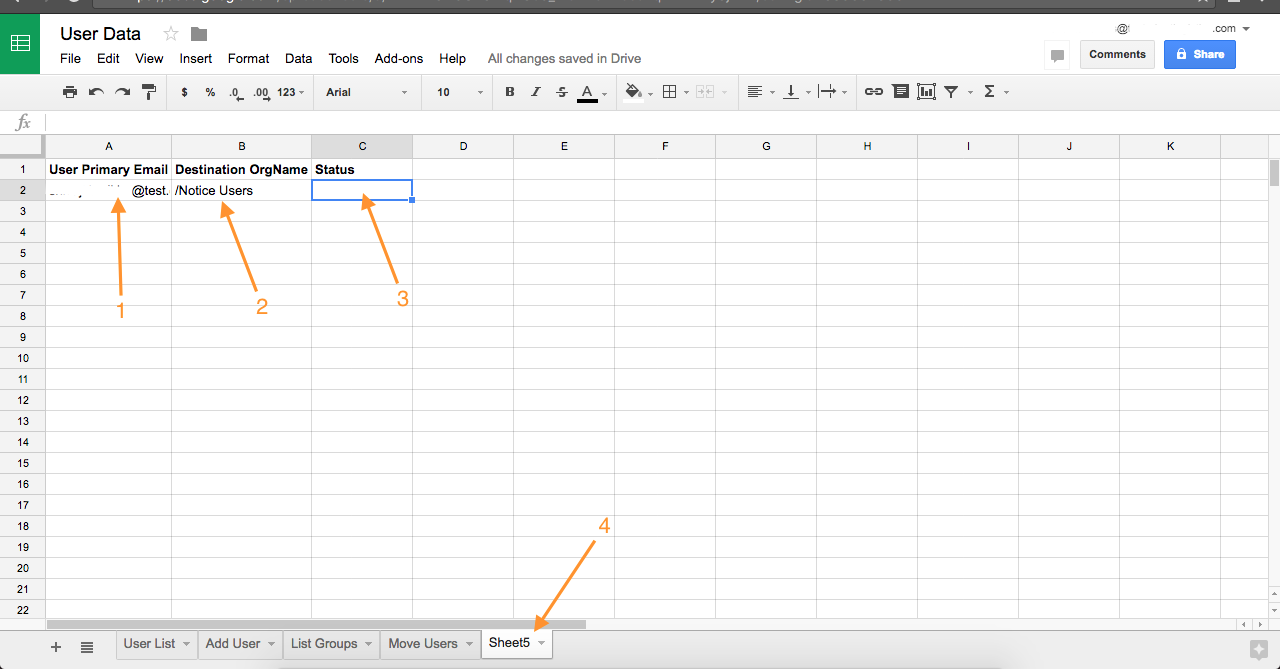 User Data
@
.com
File Edit View Insert Format Data Tools Add-ons Help All changes saved in Drive
Comments
Share
$ % .0 .00 123 Arial 10 B I S A Σ
fx
A B C D E F G H I J K
1 User Primary Email Destination OrgName Status
2 @test. /Notice Users
3
4
5
6
7
1 2 3
8
9
10
11
12
13
14
15
16
17
18 4
19
20
21
22
+ User List Add User List Groups Move Users Sheet5